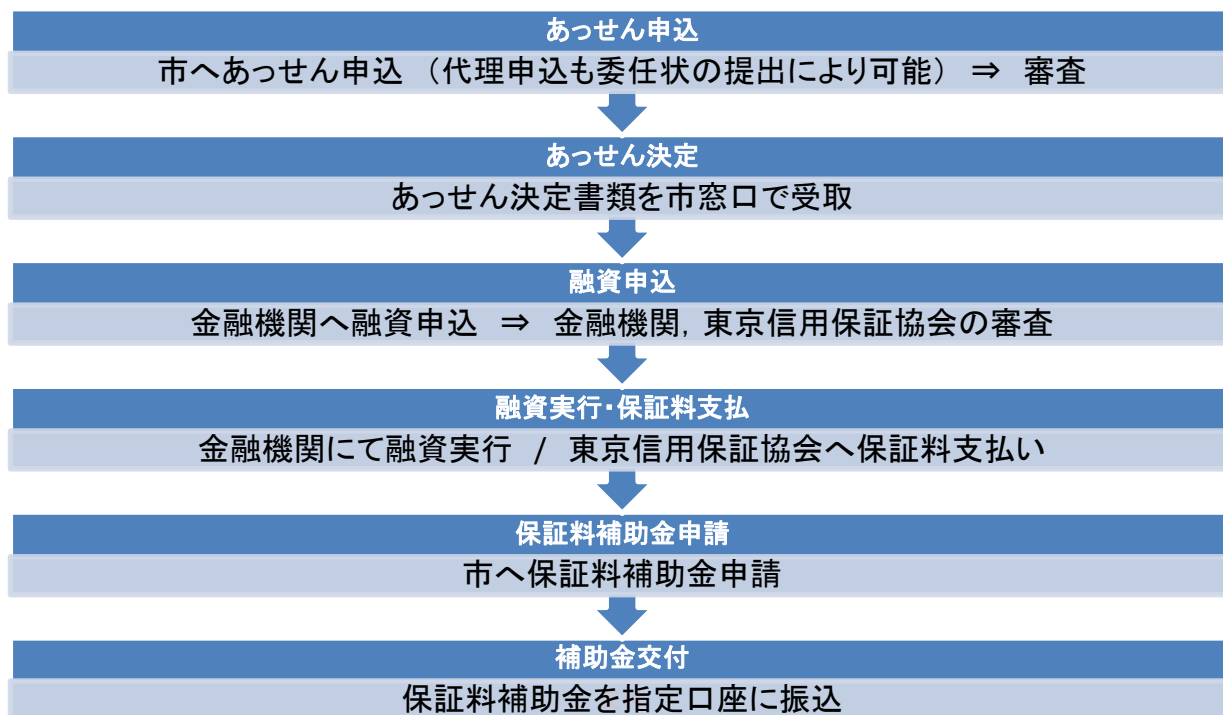 あっせん申込
市へあっせん申込　（代理申込も委任状の提出により可能）　⇒　審査
あっせん決定
あっせん決定書類を市窓口で受取
融資申込
金融機関へ融資申込　⇒　金融機関，東京信用保証協会の審査
融資実行・保証料支払
金融機関にて融資実行　/　東京信用保証協会へ保証料支払い
保証料補助金申請
市へ保証料補助金申請
補助金交付
保証料補助金を指定口座に振込